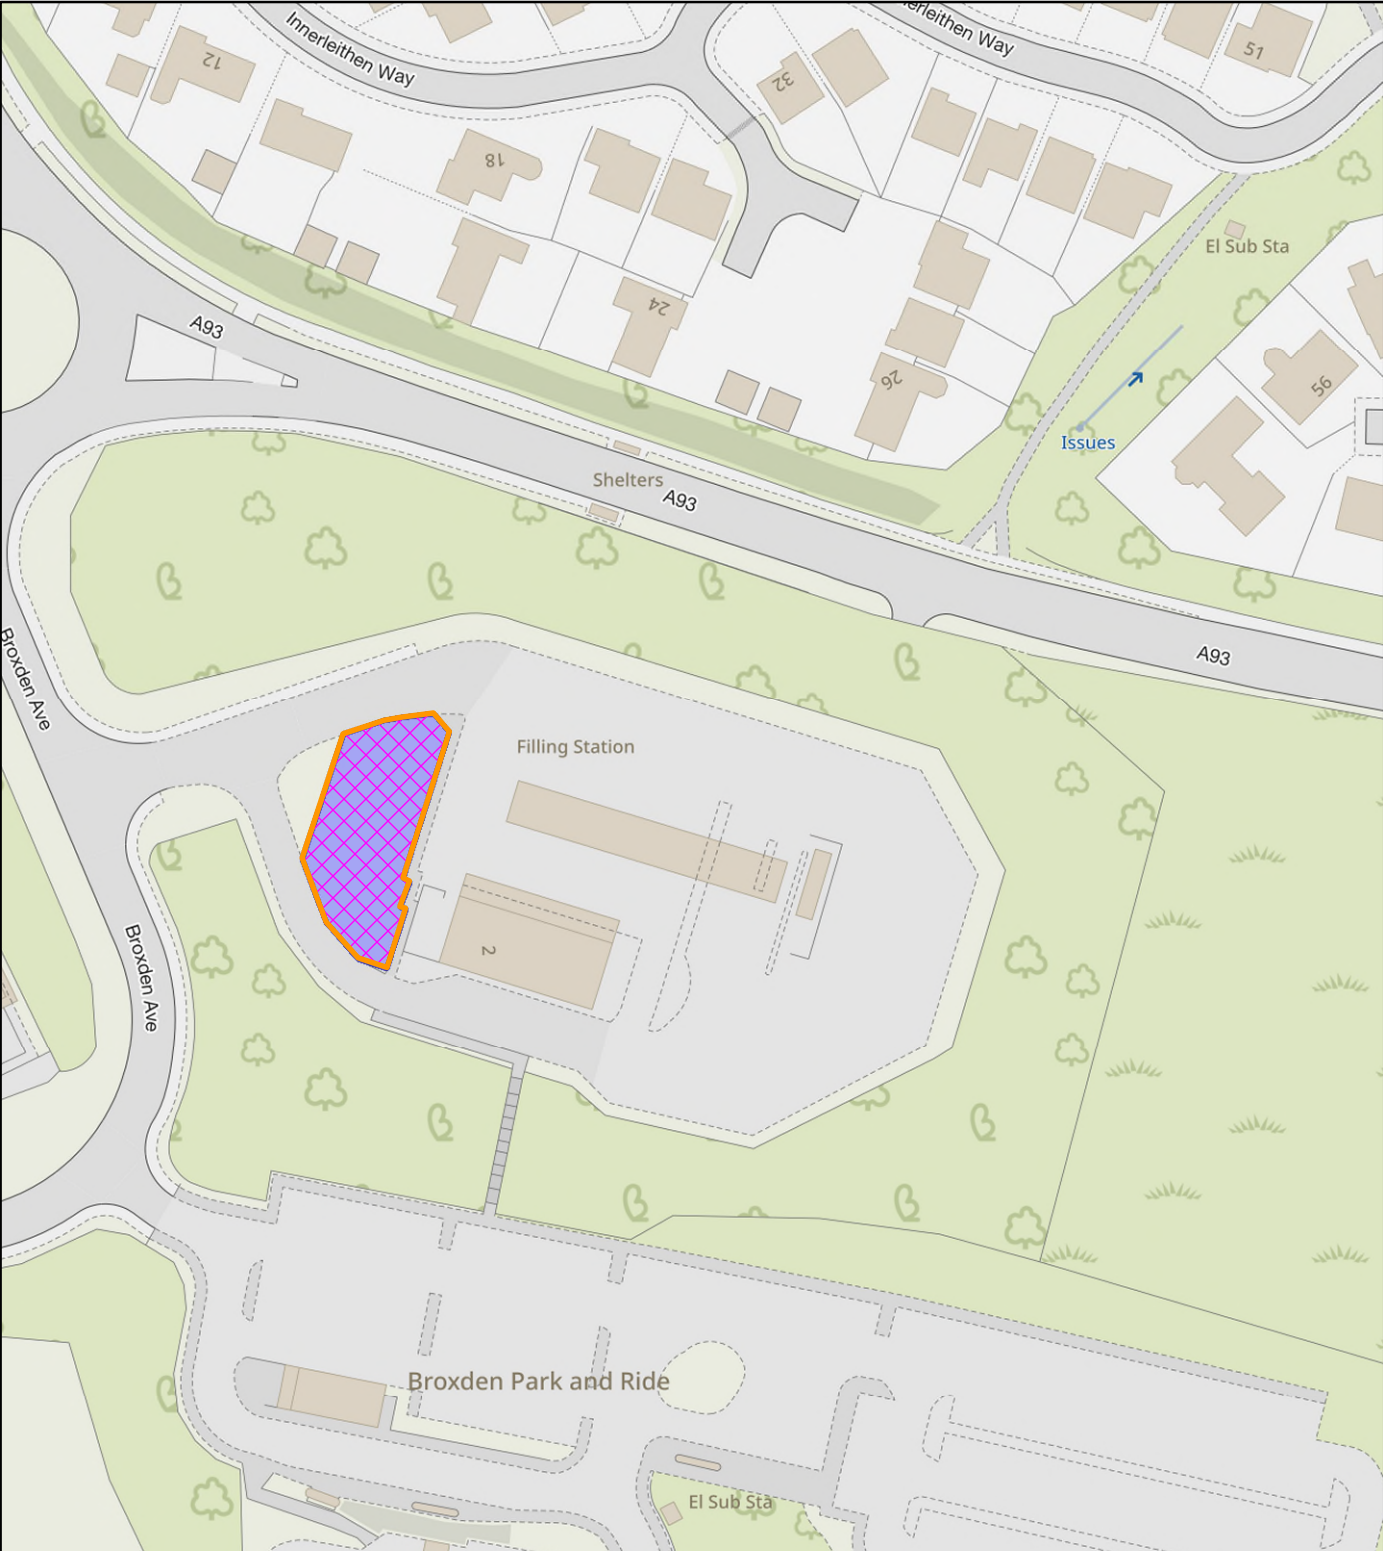 Innerleithen Way
Innerleithen Way
12
32
51
18
El Sub Sta
24
A93
26
56
Issues
Shelters
A93
A93
Broxden Ave
Filling Station
2
Broxden Ave
Broxden Park and Ride
El Sub Sta